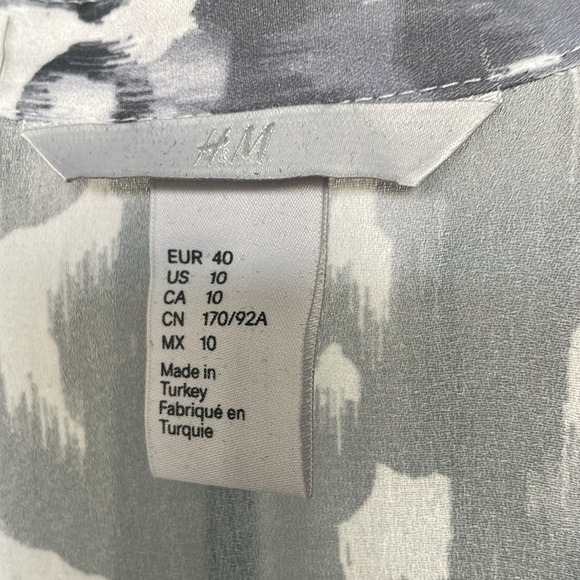 H&M
EUR 40
US 10
CA 10
CN 170/92A
MX 10
Made in
Turkey
Fabriqué en
Turquie